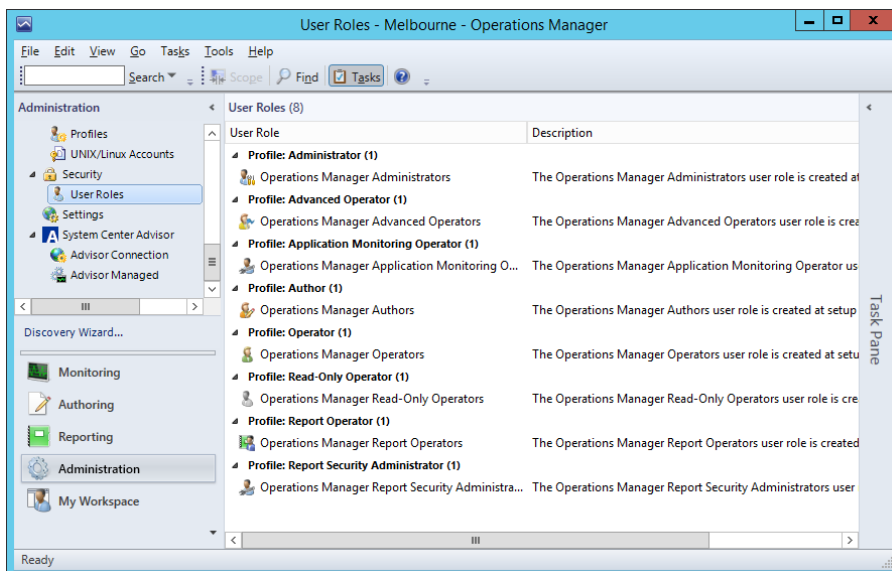 User Roles - Melbourne - Operations Manager
File Edit View Go Tasks Tools Help
Search Scope Find Tasks
Administration
Profiles
UNIX/Linux Accounts
Security
User Roles
Settings
System Center Advisor
Advisor Connection
Advisor Managed
Discovery Wizard...
Monitoring
Authoring
Reporting
Administration
My Workspace
User Roles (8)
User Role Description
Profile: Administrator (1)
Operations Manager Administrators The Operations Manager Administrators user role is created at
Profile: Advanced Operator (1)
Operations Manager Advanced Operators The Operations Manager Advanced Operators user role is crea
Profile: Application Monitoring Operator (1)
Operations Manager Application Monitoring O... The Operations Manager Application Monitoring Operator us
Profile: Author (1)
Operations Manager Authors The Operations Manager Authors user role is created at setup
Profile: Operator (1)
Operations Manager Operators The Operations Manager Operators user role is created at setu
Profile: Read-Only Operator (1)
Operations Manager Read-Only Operators The Operations Manager Read-Only Operators user role is cre
Profile: Report Operator (1)
Operations Manager Report Operators The Operations Manager Report Operators user role is created
Profile: Report Security Administrator (1)
Operations Manager Report Security Administra... The Operations Manager Report Security Administrators user
Task Pane
Ready